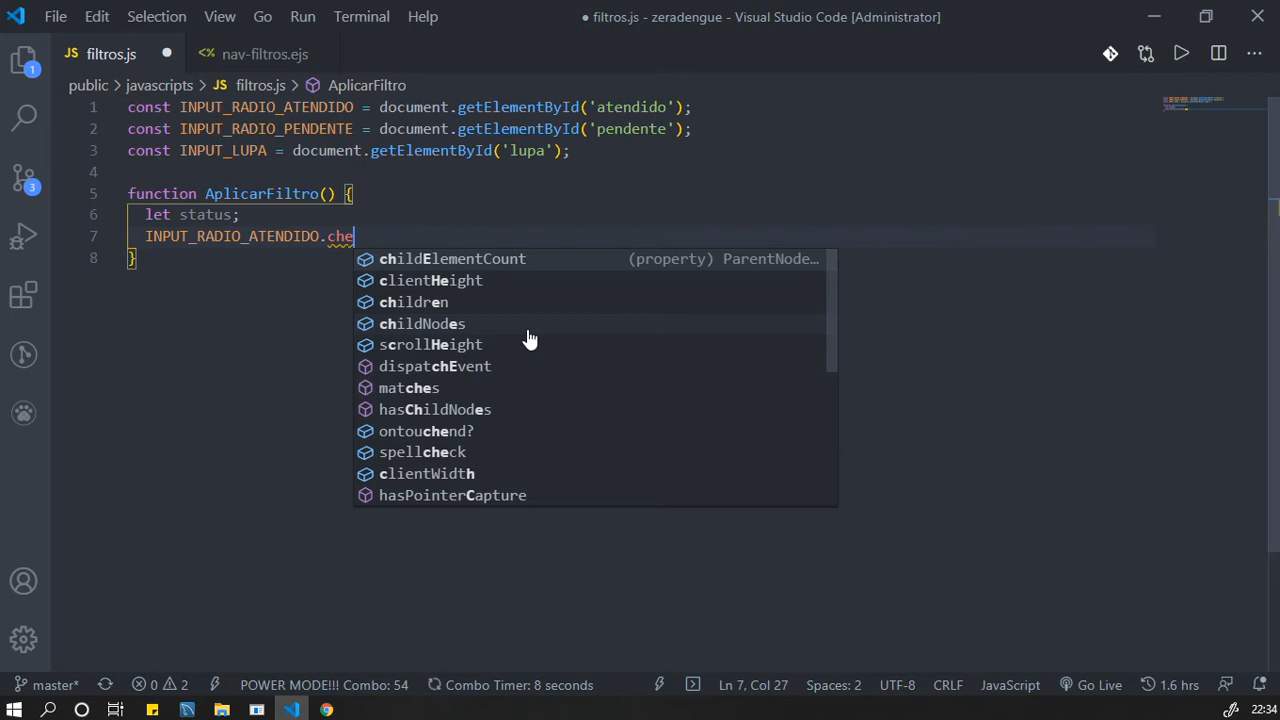 File Edit Selection View Go Run Terminal Help ● filtros.js - zeradengue - Visual Studio Code [Administrator]
JS filtros.js ● <% nav-filtros.ejs
public > javascripts > JS filtros.js > AplicarFiltro
1 const INPUT_RADIO_ATENDIDO = document.getElementById('atendido');
2 const INPUT_RADIO_PENDENTE = document.getElementById('pendente');
3 const INPUT_LUPA = document.getElementById('lupa');
4
5 function AplicarFiltro() {
6 let status;
7 INPUT_RADIO_ATENDIDO.che
8 }
childElementCount (property) ParentNode…
clientHeight
children
childNodes
scrollHeight
dispatchEvent
matches
hasChildNodes
ontouchend?
spellcheck
clientWidth
hasPointerCapture
1
3
master* 0 2 POWER MODE!!! Combo: 54 Combo Timer: 8 seconds Ln 7, Col 27 Spaces: 2 UTF-8 CRLF JavaScript Go Live 1.6 hrs
22:34